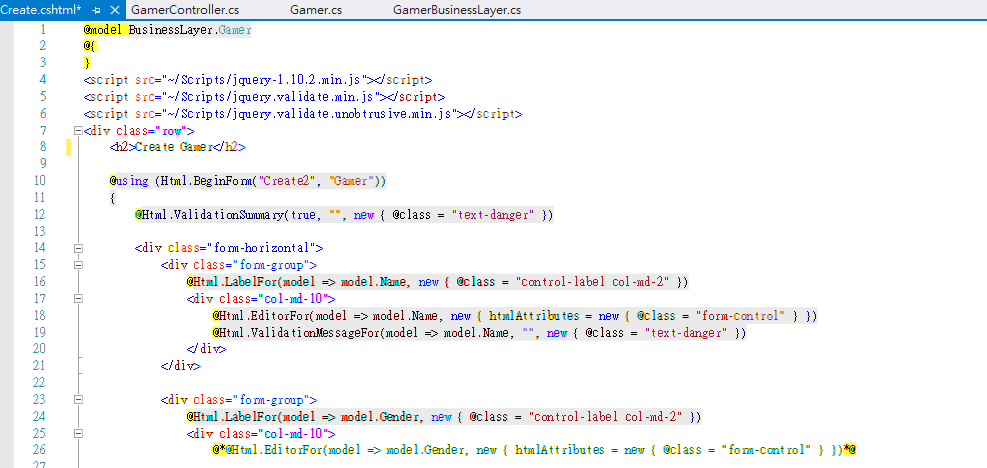 Create.cshtml* GamerController.cs Gamer.cs GamerBusinessLayer.cs
1 @model BusinessLayer.Gamer
2 @{
3 }
4 <script src="~/Scripts/jquery-1.10.2.min.js"></script>
5 <script src="~/Scripts/jquery.validate.min.js"></script>
6 <script src="~/Scripts/jquery.validate.unobtrusive.min.js"></script>
7 <div class="row">
8 <h2>Create Gamer</h2>
9
10 @using (Html.BeginForm("Create2", "Gamer"))
11 {
12 @Html.ValidationSummary(true, "", new { @class = "text-danger" })
13
14 <div class="form-horizontal">
15 <div class="form-group">
16 @Html.LabelFor(model => model.Name, new { @class = "control-label col-md-2" })
17 <div class="col-md-10">
18 @Html.EditorFor(model => model.Name, new { htmlAttributes = new { @class = "form-control" } })
19 @Html.ValidationMessageFor(model => model.Name, "", new { @class = "text-danger" })
20 </div>
21 </div>
22
23 <div class="form-group">
24 @Html.LabelFor(model => model.Gender, new { @class = "control-label col-md-2" })
25 <div class="col-md-10">
26 @*@Html.EditorFor(model => model.Gender, new { htmlAttributes = new { @class = "form-control" } })*@